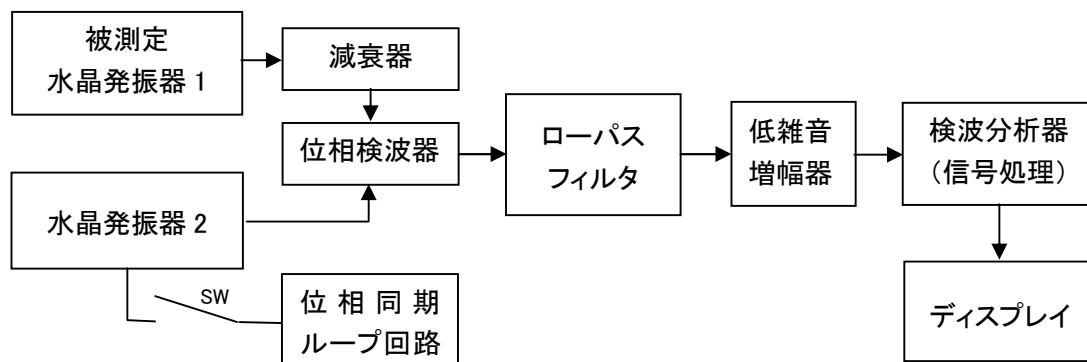 被測定
水晶発振器 1
減衰器
位相検波器
ローパス
フィルタ
低雑音
増幅器
検波分析器
（信号処理）
水晶発振器 2
SW
位 相 同 期
ループ回路
ディスプレイ